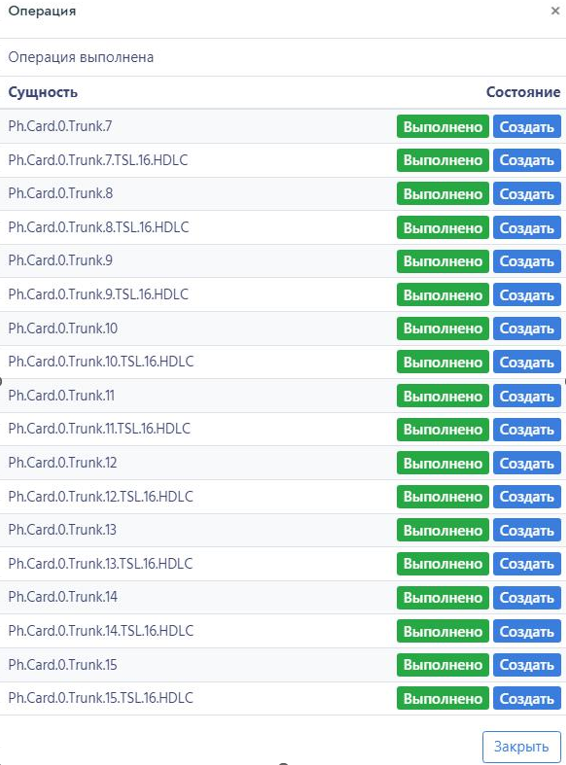 Операция ×
Операция выполнена
Сущность Состояние
Ph.Card.0.Trunk.7 Выполнено Создать
Ph.Card.0.Trunk.7.TSL.16.HDLC Выполнено Создать
Ph.Card.0.Trunk.8 Выполнено Создать
Ph.Card.0.Trunk.8.TSL.16.HDLC Выполнено Создать
Ph.Card.0.Trunk.9 Выполнено Создать
Ph.Card.0.Trunk.9.TSL.16.HDLC Выполнено Создать
Ph.Card.0.Trunk.10 Выполнено Создать
Ph.Card.0.Trunk.10.TSL.16.HDLC Выполнено Создать
Ph.Card.0.Trunk.11 Выполнено Создать
Ph.Card.0.Trunk.11.TSL.16.HDLC Выполнено Создать
Ph.Card.0.Trunk.12 Выполнено Создать
Ph.Card.0.Trunk.12.TSL.16.HDLC Выполнено Создать
Ph.Card.0.Trunk.13 Выполнено Создать
Ph.Card.0.Trunk.13.TSL.16.HDLC Выполнено Создать
Ph.Card.0.Trunk.14 Выполнено Создать
Ph.Card.0.Trunk.14.TSL.16.HDLC Выполнено Создать
Ph.Card.0.Trunk.15 Выполнено Создать
Ph.Card.0.Trunk.15.TSL.16.HDLC Выполнено Создать
Закрыть